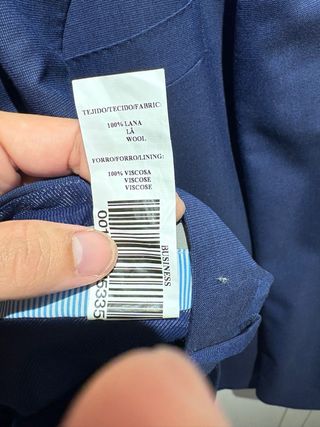 TEJIDO/TECIDO/FABRIC:
100% LANA
LÃ
WOOL
FORRO/FORRO/LINING:
100% VISCOSA
VISCOSE
VISCOSE
BUSINESS